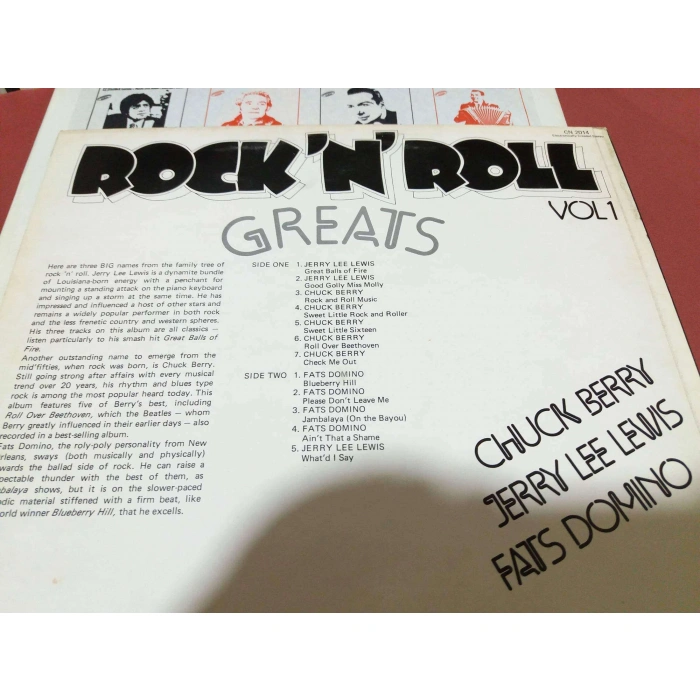 CN 2014
ROCK 'N' ROLL
VOL 1
GREATS
Here are three BIG names from the family tree of
rock 'n' roll. Jerry Lee Lewis is a dynamite bundle
of Louisiana-born energy with a penchant for
mounting a standing attack on the piano keyboard
and singing up a storm at the same time. He has
impressed and influenced a host of other stars and
remains a widely popular performer in both rock
and the less frenetic country and western spheres.
His three tracks on this album are all classics —
listen particularly to his smash hit Great Balls of
Fire.
Another outstanding name to emerge from the
mid'fifties, when rock was born, is Chuck Berry.
Still going strong after affairs with every musical
trend over 20 years, his rhythm and blues type
rock is among the most popular heard today. This
album features five of Berry's best, including
Roll Over Beethoven, which the Beatles — whom
Berry greatly influenced in their earlier days — also
recorded in a best-selling album.
Fats Domino, the roly-poly personality from New
rleans, sways (both musically and physically)
wards the ballad side of rock. He can raise a
pectable thunder with the best of them, as
balaya shows, but it is on the slower-paced
odic material stiffened with a firm beat, like
orld winner Blueberry Hill, that he excells.
SIDE ONE 1. JERRY LEE LEWIS
Great Balls of Fire
2. JERRY LEE LEWIS
Good Golly Miss Molly
3. CHUCK BERRY
Rock and Roll Music
4. CHUCK BERRY
Sweet Little Rock and Roller
5. CHUCK BERRY
Sweet Little Sixteen
6. CHUCK BERRY
Roll Over Beethoven
7. CHUCK BERRY
Check Me Out
SIDE TWO 1. FATS DOMINO
Blueberry Hill
2. FATS DOMINO
Please Don't Leave Me
3. FATS DOMINO
Jambalaya (On the Bayou)
4. FATS DOMINO
Ain't That a Shame
5. JERRY LEE LEWIS
What'd I Say
CHUCK BERRY
JERRY LEE LEWIS
FATS DOMINO